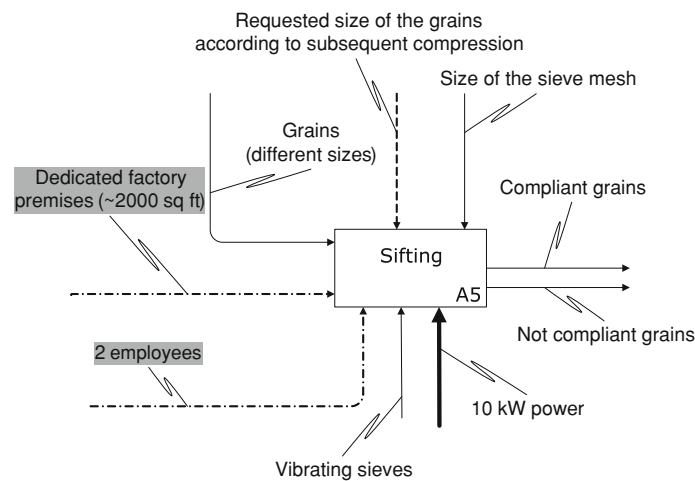 Requested size of the grains
according to subsequent compression
Size of the sieve mesh
Grains
(different sizes)
Dedicated factory
premises (~2000 sq ft)
Compliant grains
Sifting
A5
Not compliant grains
2 employees
10 kW power
Vibrating sieves